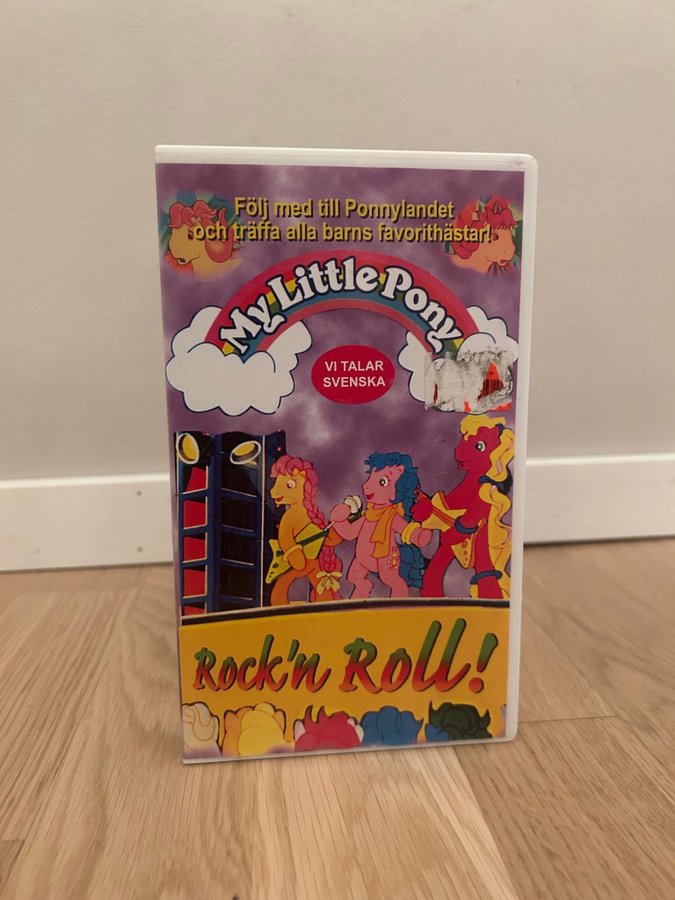 Följ med till Ponnylandet
och träffa alla barns favorithästar!
My Little Pony
VI TALAR
SVENSKA
Rock'n Roll!